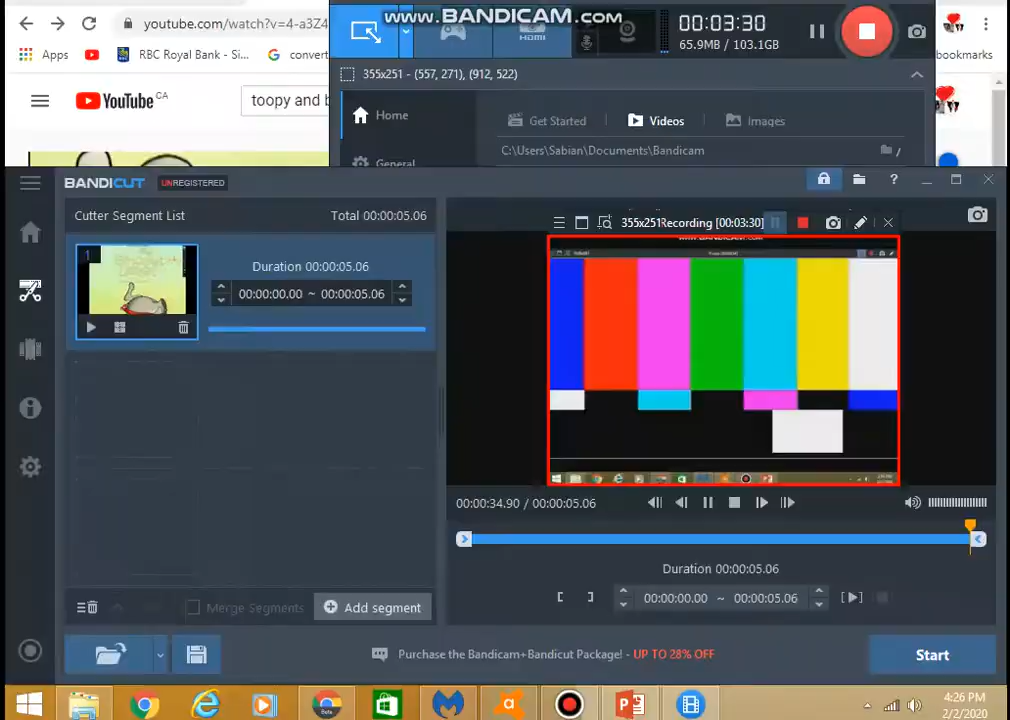 www.BANDICAM.com
youtube.com/watch?v=4-a3Z4
HDMI
00:03:30
65.9MB / 103.1GB
Apps
RBC Royal Bank - Si...
convert
ookmarks
355x251 - (557, 271), (912, 522)
YouTube CA
toopy and b
Home
Get Started
Videos
Images
General
C:\Users\Sabian\Documents\Bandicam
BANDICUT
UNREGISTERED
?
Cutter Segment List
Total 00:00:05.06
355x251Recording [00:03:30]
1
Duration 00:00:05.06
00:00:00.00 ~ 00:00:05.06
00:00:34.90 / 00:00:05.06
Duration 00:00:05.06
00:00:00.00 ~ 00:00:05.06
Merge Segments
Add segment
Purchase the Bandicam+Bandicut Package! - UP TO 28% OFF
Start
Beta
4:26 PM
2/2/2020